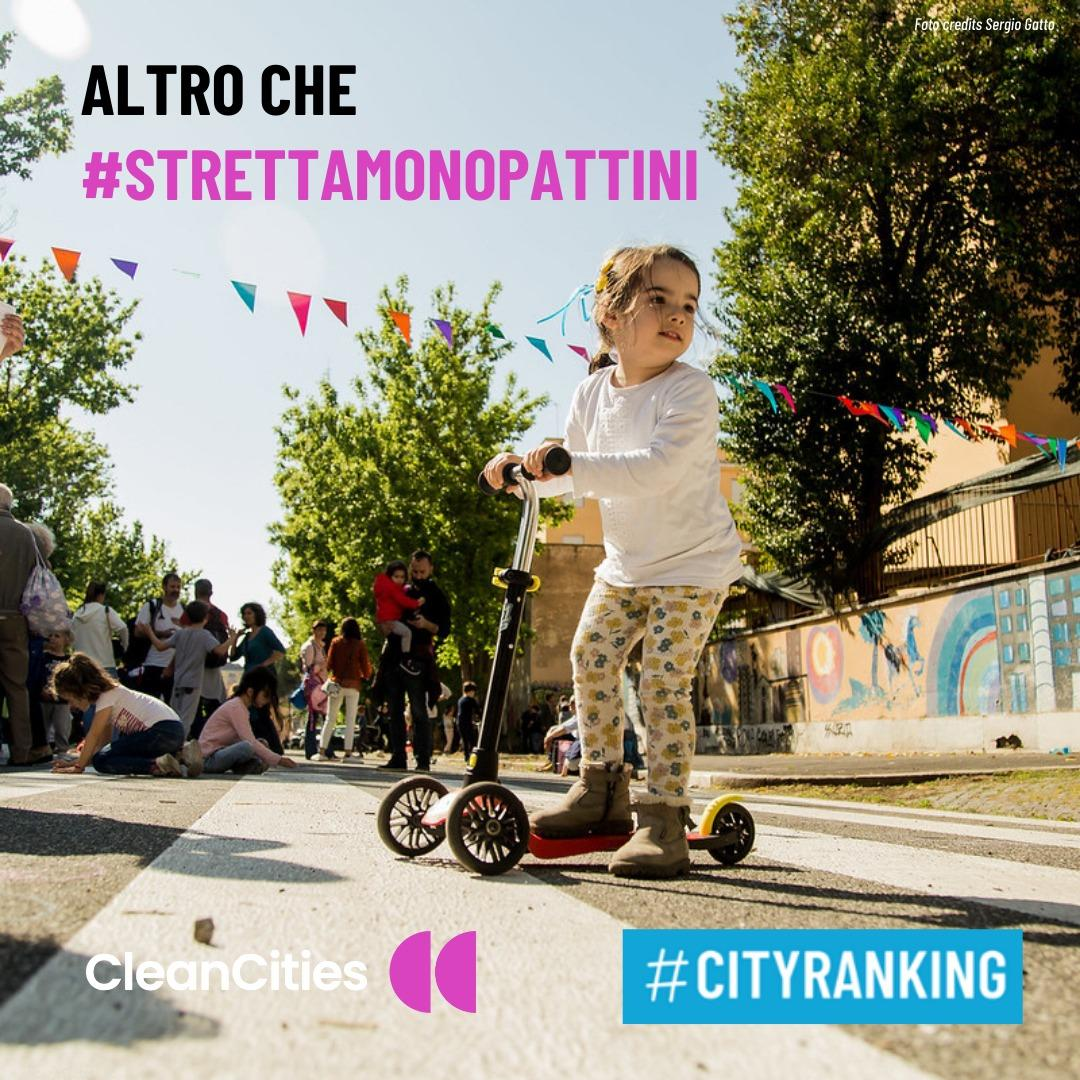 Foto credits Sergio Gatto
ALTRO CHE
#STRETTAMONOPATTINI
CleanCities
#CITYRANKING